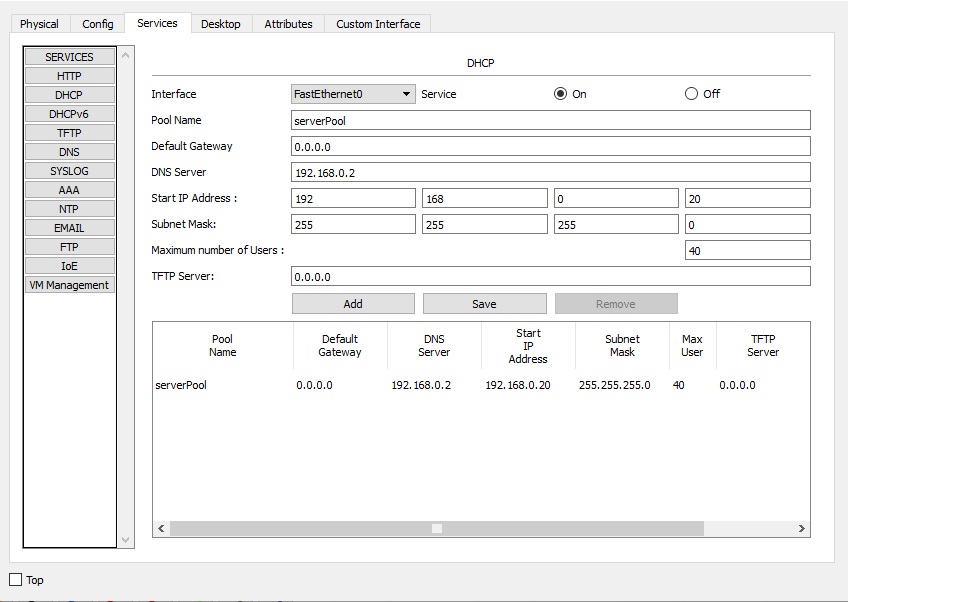 Physical Config Services Desktop Attributes Custom Interface
SERVICES
HTTP
DHCP
DHCPv6
TFTP
DNS
SYSLOG
AAA
NTP
EMAIL
FTP
IoE
VM Management
DHCP
Interface FastEthernet0 Service On Off
Pool Name serverPool
Default Gateway 0.0.0.0
DNS Server 192.168.0.2
Start IP Address : 192 168 0 20
Subnet Mask: 255 255 255 0
Maximum number of Users : 40
TFTP Server: 0.0.0.0
Add Save Remove
Pool Name Default Gateway DNS Server Start IP Address Subnet Mask Max User TFTP Server
serverPool 0.0.0.0 192.168.0.2 192.168.0.20 255.255.255.0 40 0.0.0.0
Top